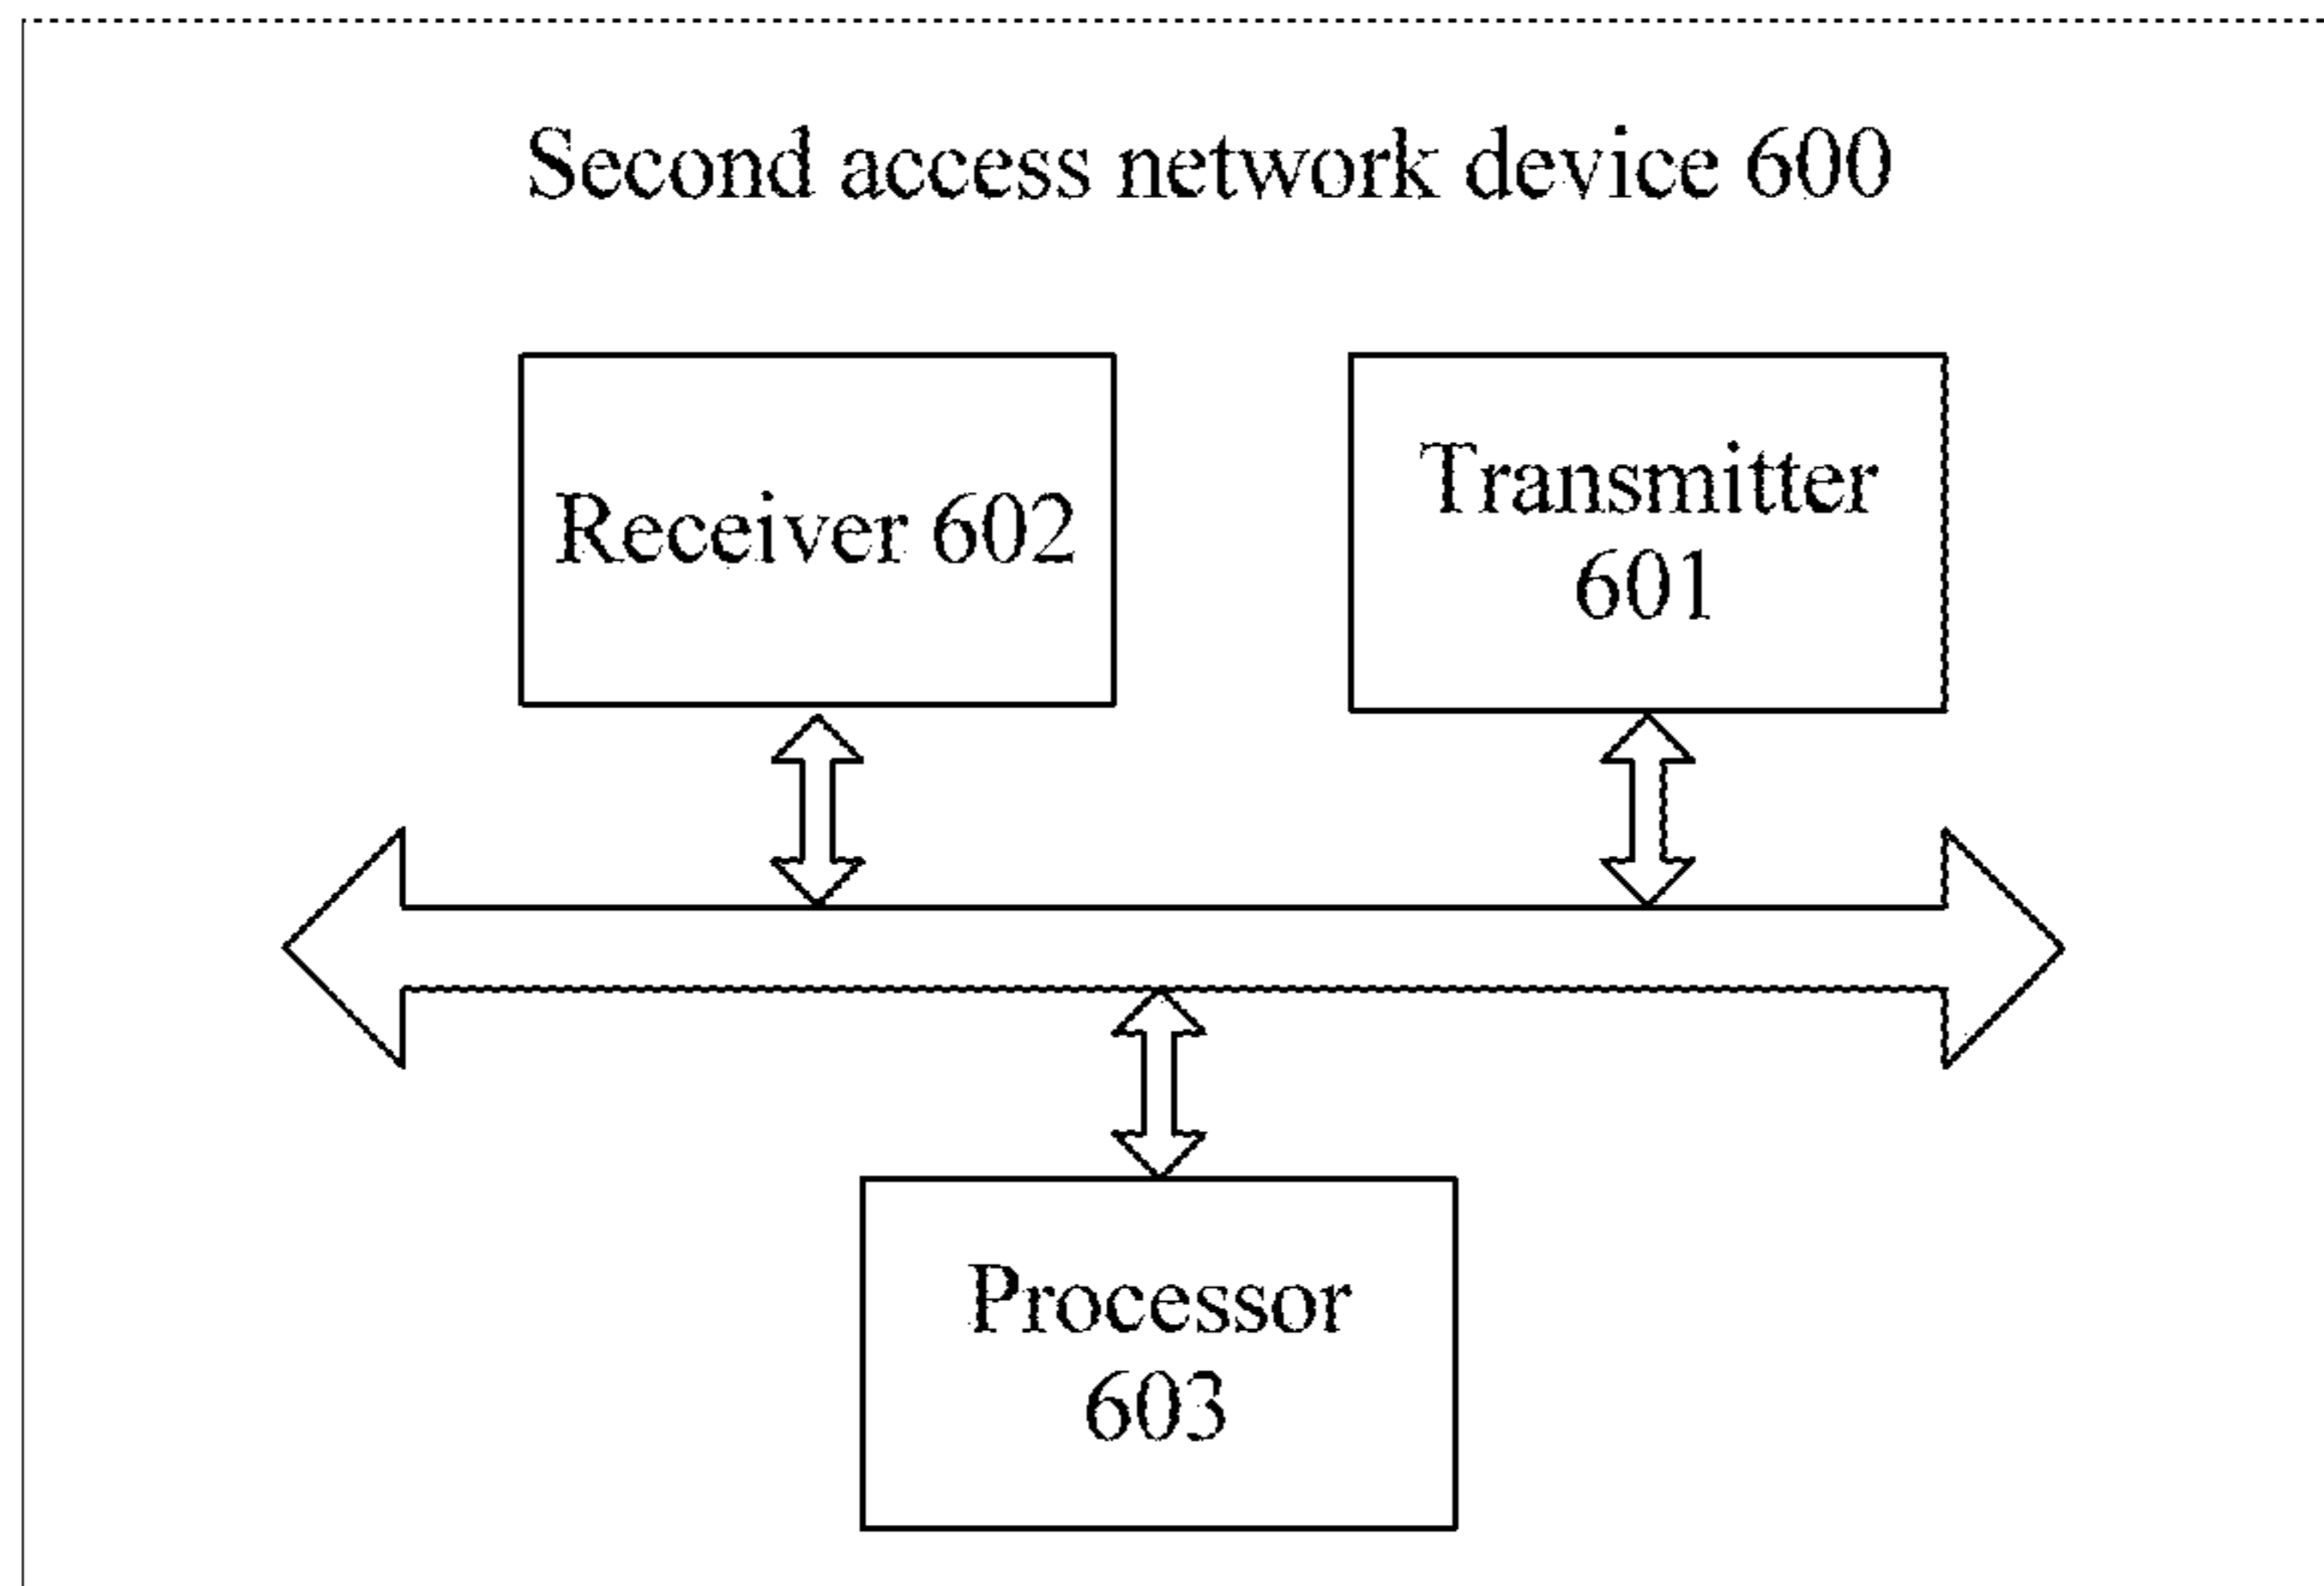 Second access network device 600
Receiver 602
Transmitter
601
Processor
603